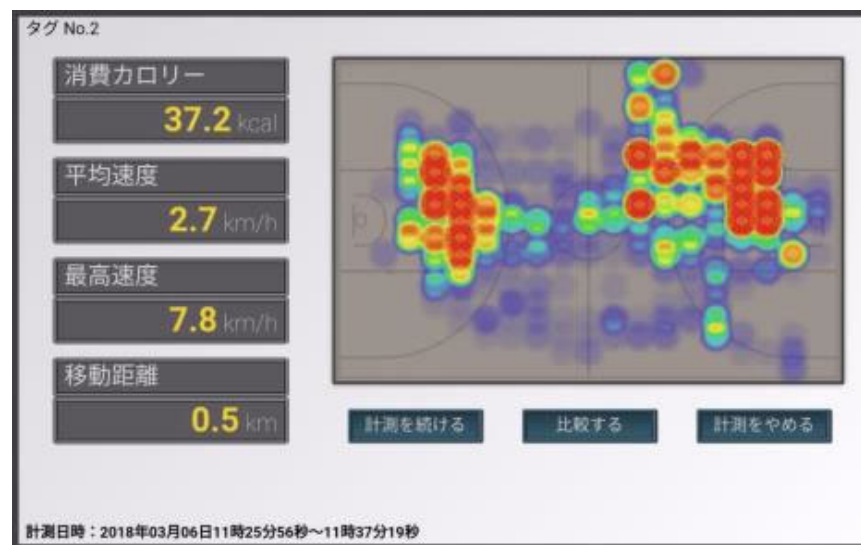 タグ No.2
消費カロリー
37.2 kcal
平均速度
2.7 km/h
最高速度
7.8 km/h
移動距離
0.5 km
計測を続ける
比較する
計測をやめる
計測日時：2018年03月06日11時25分56秒～11時37分19秒